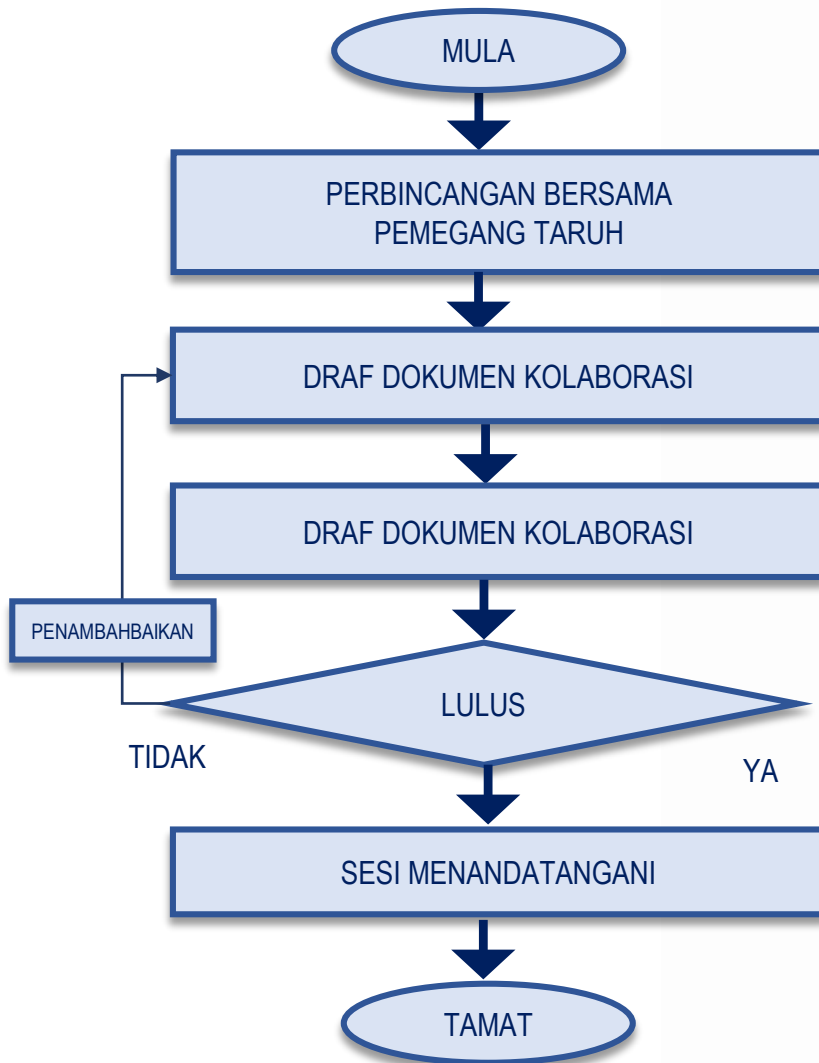 MULA
PERBINCANGAN BERSAMA
PEMEGANG TARUH
DRAF DOKUMEN KOLABORASI
DRAF DOKUMEN KOLABORASI
PENAMBAHBAIKAN
LULUS
TIDAK
YA
SESI MENANDATANGANI
TAMAT